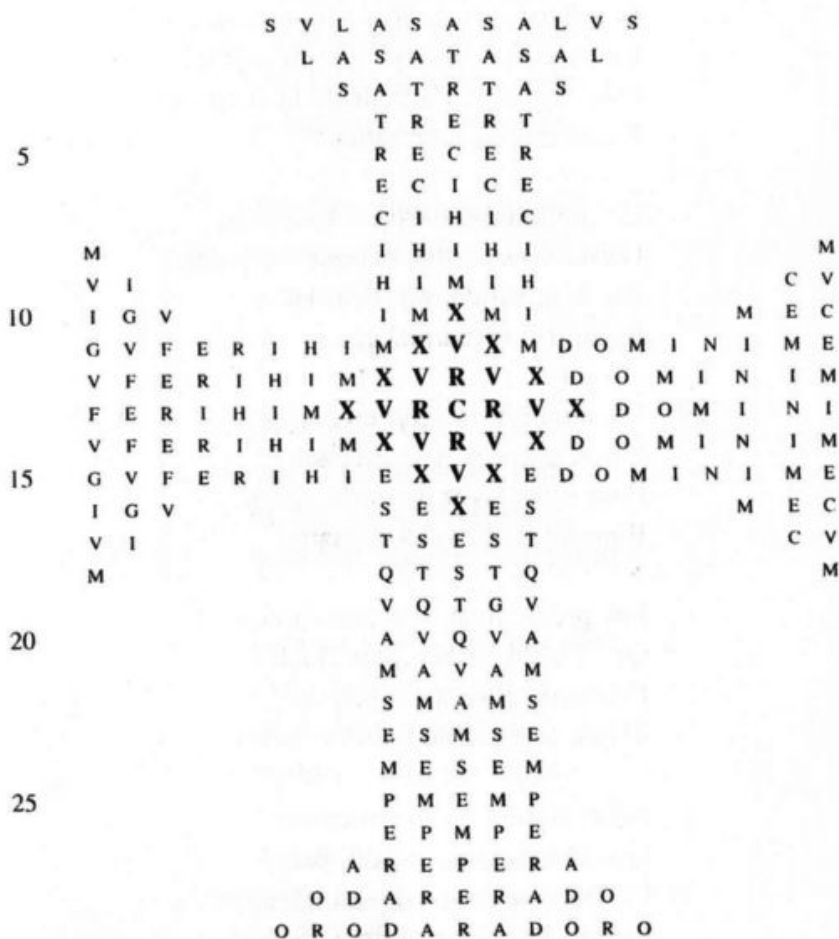 S V L A S A S A L V S
L A S A T A S A L
S A T R T A S
T R E R T
5 R E C E R
E C I C E
C I H I C
M I H I H I M
V I H I M I H C V
10 I G V I M X M I M E C
G V F E R I H I M X V X M D O M I N I M E
V F E R I H I M X V R V X D O M I N I M
F E R I H I M X V R C R V X D O M I N I
V F E R I H I M X V R V X D O M I N I M
15 G V F E R I H I E X V X E D O M I N I M E
I G V S E X E S M E C
V I T S E S T C V
M Q T S T Q M
V Q T G V
20 A V Q V A
M A V A M
S M A M S
E S M S E
M E S E M
25 P M E M P
E P M P E
A R E P E R A
O D A R E R A D O
O R O D A R A D O R O